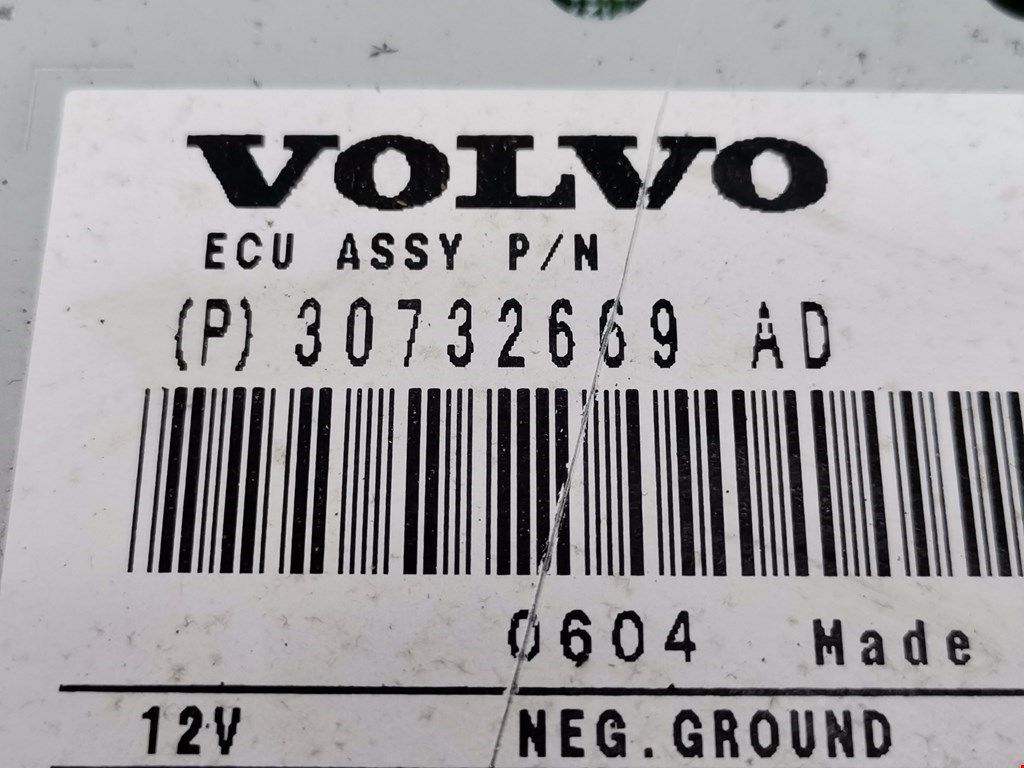 VOLVO
ECU ASSY P/N
(P) 30732669 AD
0604 Made
12V NEG.GROUND